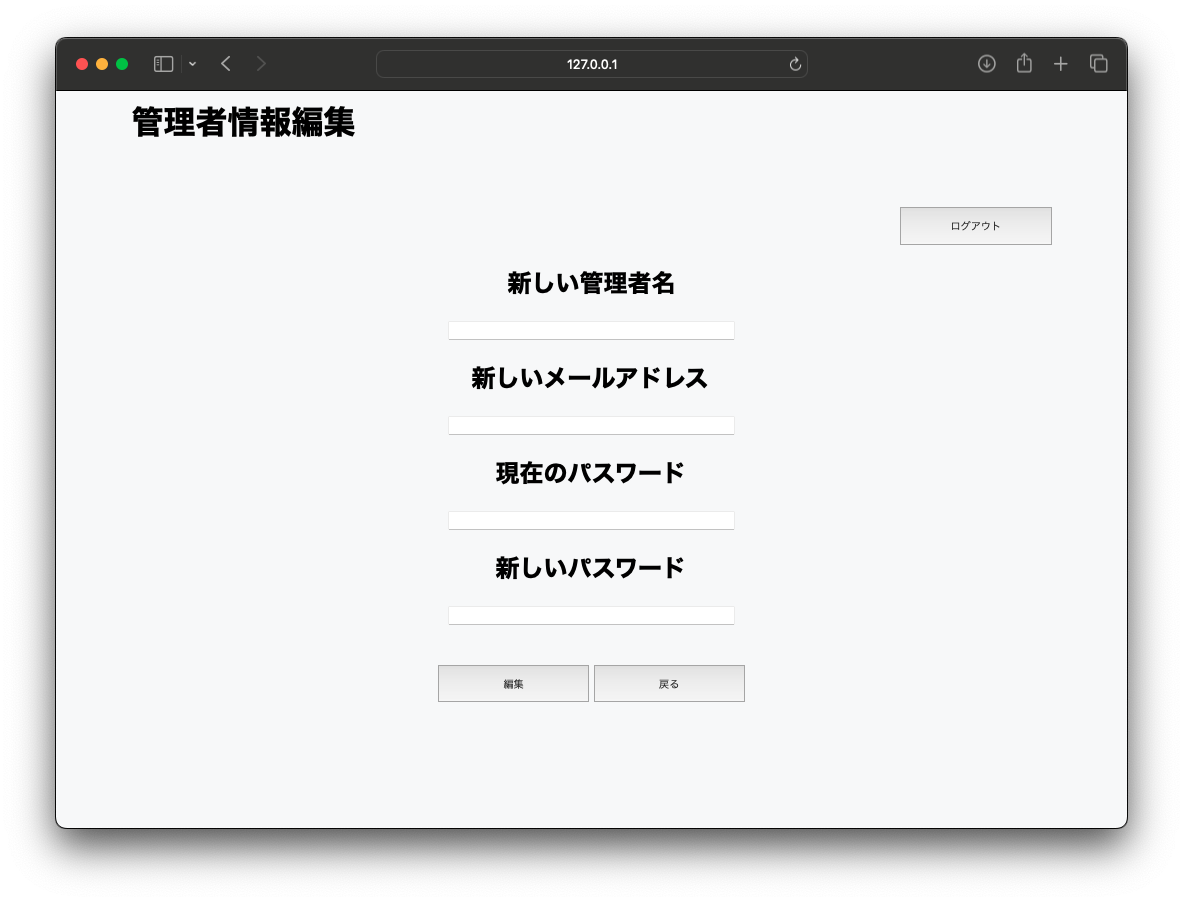 127.0.0.1
管理者情報編集
ログアウト
新しい管理者名
新しいメールアドレス
現在のパスワード
新しいパスワード
編集
戻る